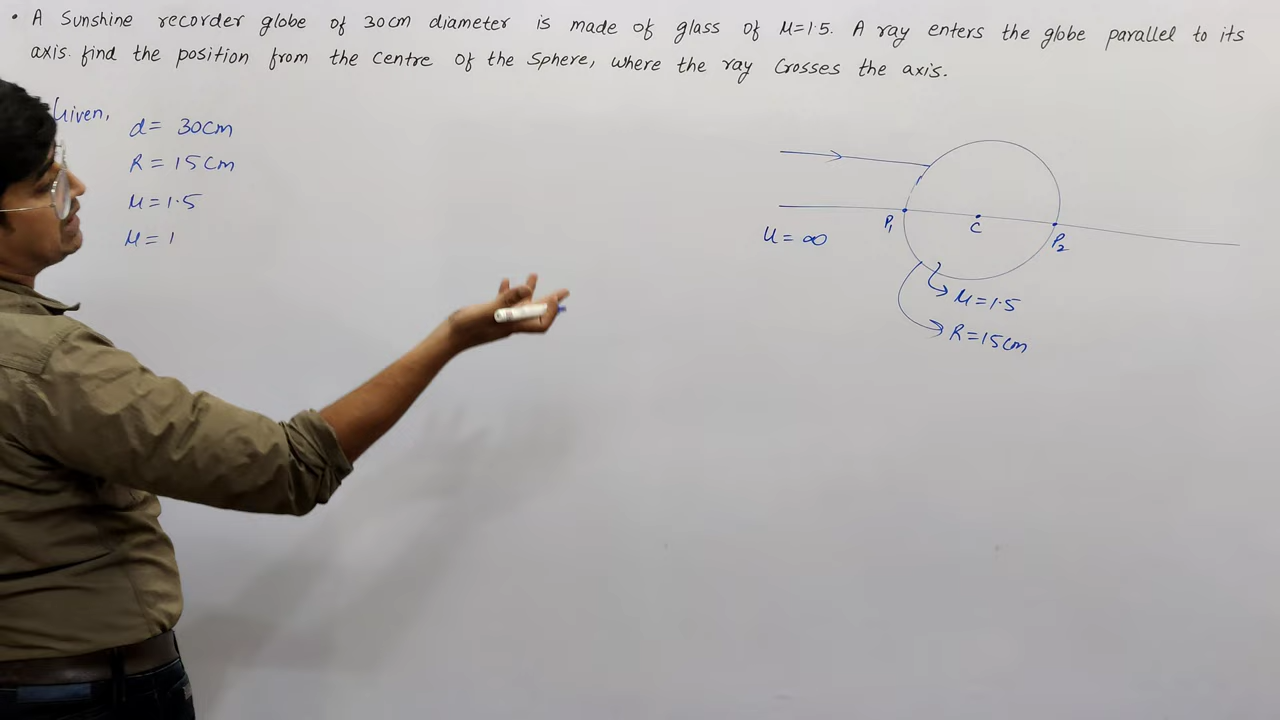 • A Sunshine recorder globe of 30cm diameter is made of glass of μ=1.5. A ray enters the globe parallel to its
axis. find the position from the centre of the Sphere, where the ray Crosses the axis.
Given,
d= 30cm
R = 15cm
μ=1.5
μ= 1
U=∞
P₁
C
P₂
μ=1.5
R=15cm